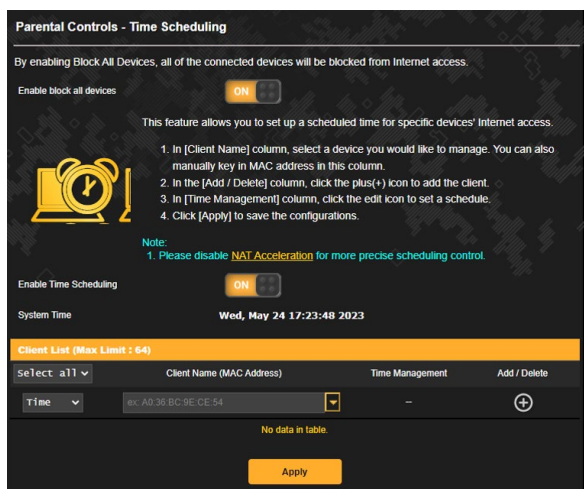 Parental Controls - Time Scheduling
By enabling Block All Devices, all of the connected devices will be blocked from Internet access.
Enable block all devices
ON
This feature allows you to set up a scheduled time for specific devices' Internet access.
1. In [Client Name] column, select a device you would like to manage. You can also
manually key in MAC address in this column.
2. In the [Add / Delete] column, click the plus(+) icon to add the client.
3. In [Time Management] column, click the edit icon to set a schedule.
4. Click [Apply] to save the configurations.
Note:
1. Please disable NAT Acceleration for more precise scheduling control.
Enable Time Scheduling
ON
System Time
Wed, May 24 17:23:48 2023
Client List (Max Limit : 64)
Select all
Client Name (MAC Address)
Time Management
Add / Delete
Time
ex: A0:36:BC:9E:CE:54
--
No data in table.
Apply